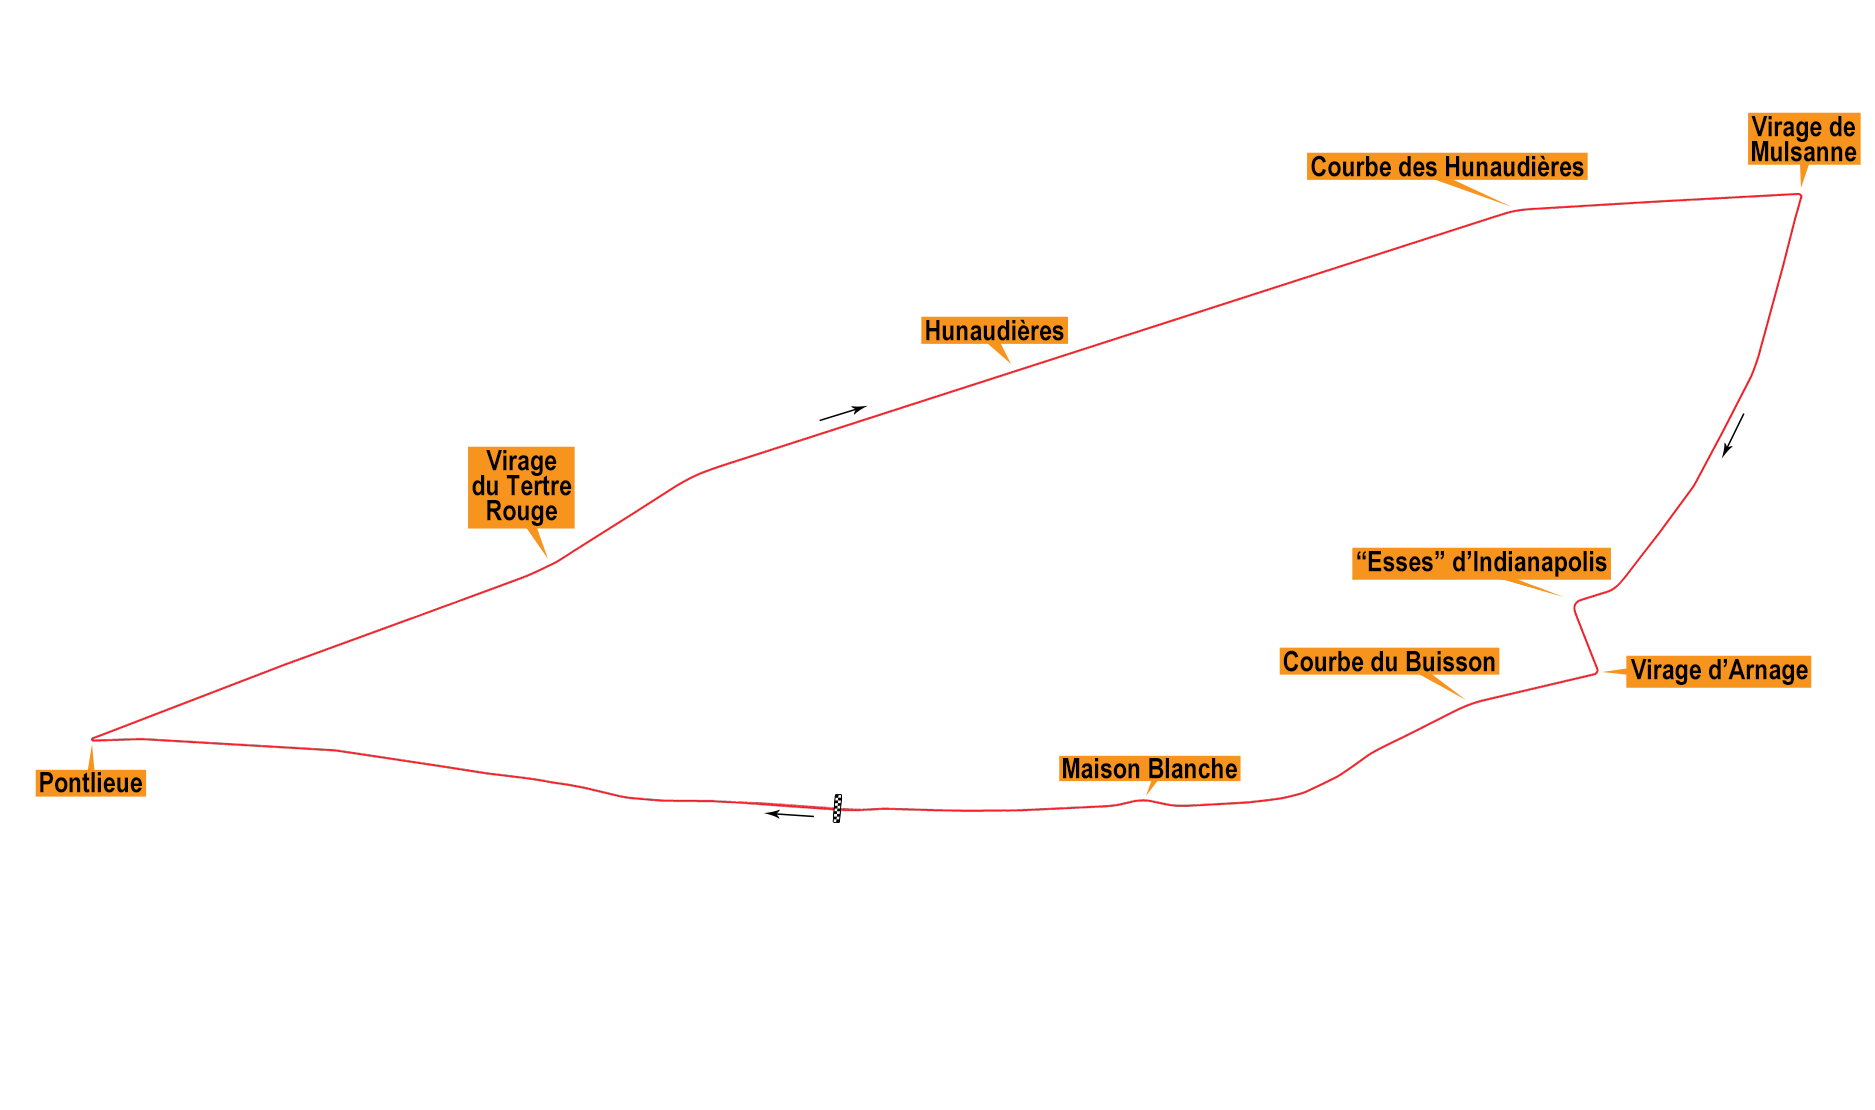 Virage de
Mulsanne
Courbe des Hunaudières
Hunaudières
Virage
du Tertre
Rouge
“Esses” d’Indianapolis
Courbe du Buisson
Virage d’Arnage
Maison Blanche
Pontlieue